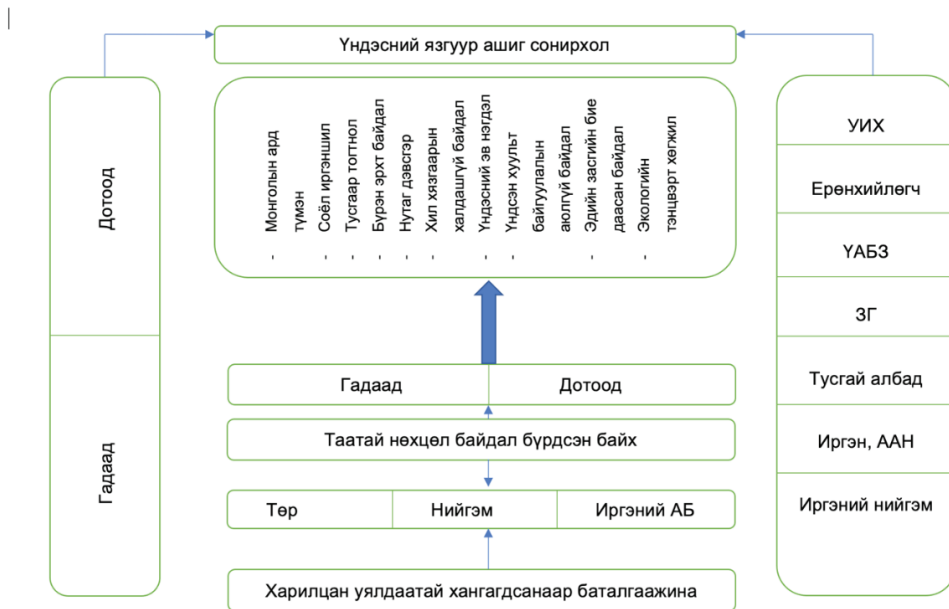 Үндэсний язгуур ашиг сонирхол
Дотоод
Гадаад
- Монголын ард
түмэн
- Соёл иргэншил
- Тусгаар тогтнол
- Бүрэн эрхт байдал
- Нутаг дэвсгэр
- Хил хязгаарын
халдашгүй байдал
- Үндэсний эв нэгдэл
- Үндсэн хуульт
байгуулалын
аюлгүй байдал
- Эдийн засгийн бие
даасан байдал
- Экологийн
тэнцвэрт хөгжил
Гадаад
Дотоод
Таатай нөхцөл байдал бүрдсэн байх
Төр
Нийгэм
Иргэний АБ
Харилцан уялдаатай хангагдсанаар баталгаажина
УИХ
Ерөнхийлөгч
ҮАБЗ
ЗГ
Тусгай албад
Иргэн, ААН
Иргэний нийгэм